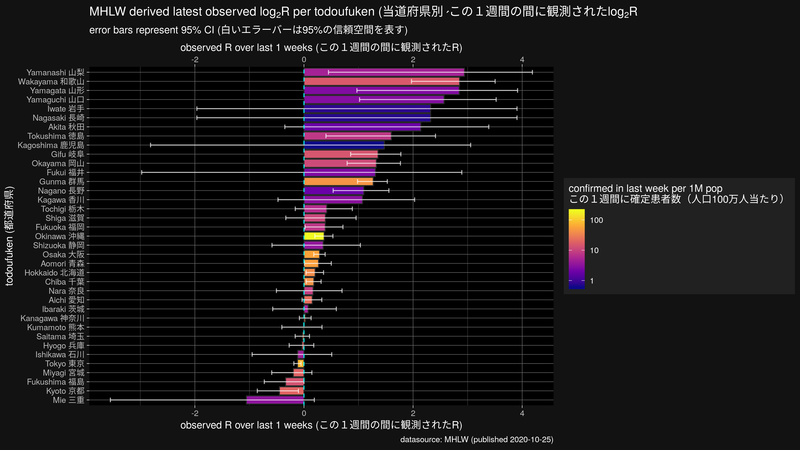 MHLW derived latest observed log₂R per todoufuken (当道府県別 -この１週間の間に観測されたlog₂R
error bars represent 95% CI (白いエラーバーは95%の信頼空間を表す)
observed R over last 1 weeks (この１週間の間に観測されたR)
-2 0 2 4
todoufuken (都道府県)
Yamanashi 山梨
Wakayama 和歌山
Yamagata 山形
Yamaguchi 山口
Iwate 岩手
Nagasaki 長崎
Akita 秋田
Tokushima 徳島
Kagoshima 鹿児島
Gifu 岐阜
Okayama 岡山
Fukui 福井
Gunma 群馬
Nagano 長野
Kagawa 香川
Tochigi 栃木
Shiga 滋賀
Fukuoka 福岡
Okinawa 沖縄
Shizuoka 静岡
Osaka 大阪
Aomori 青森
Hokkaido 北海道
Chiba 千葉
Nara 奈良
Aichi 愛知
Ibaraki 茨城
Kanagawa 神奈川
Kumamoto 熊本
Saitama 埼玉
Hyogo 兵庫
Ishikawa 石川
Tokyo 東京
Miyagi 宮城
Fukushima 福島
Kyoto 京都
Mie 三重
-2 0 2 4
observed R over last 1 weeks (この１週間の間に観測されたR)
datasource: MHLW (published 2020-10-25)
confirmed in last week per 1M pop
この１週間に確定患者数（人口100万人当たり）
100
10
1